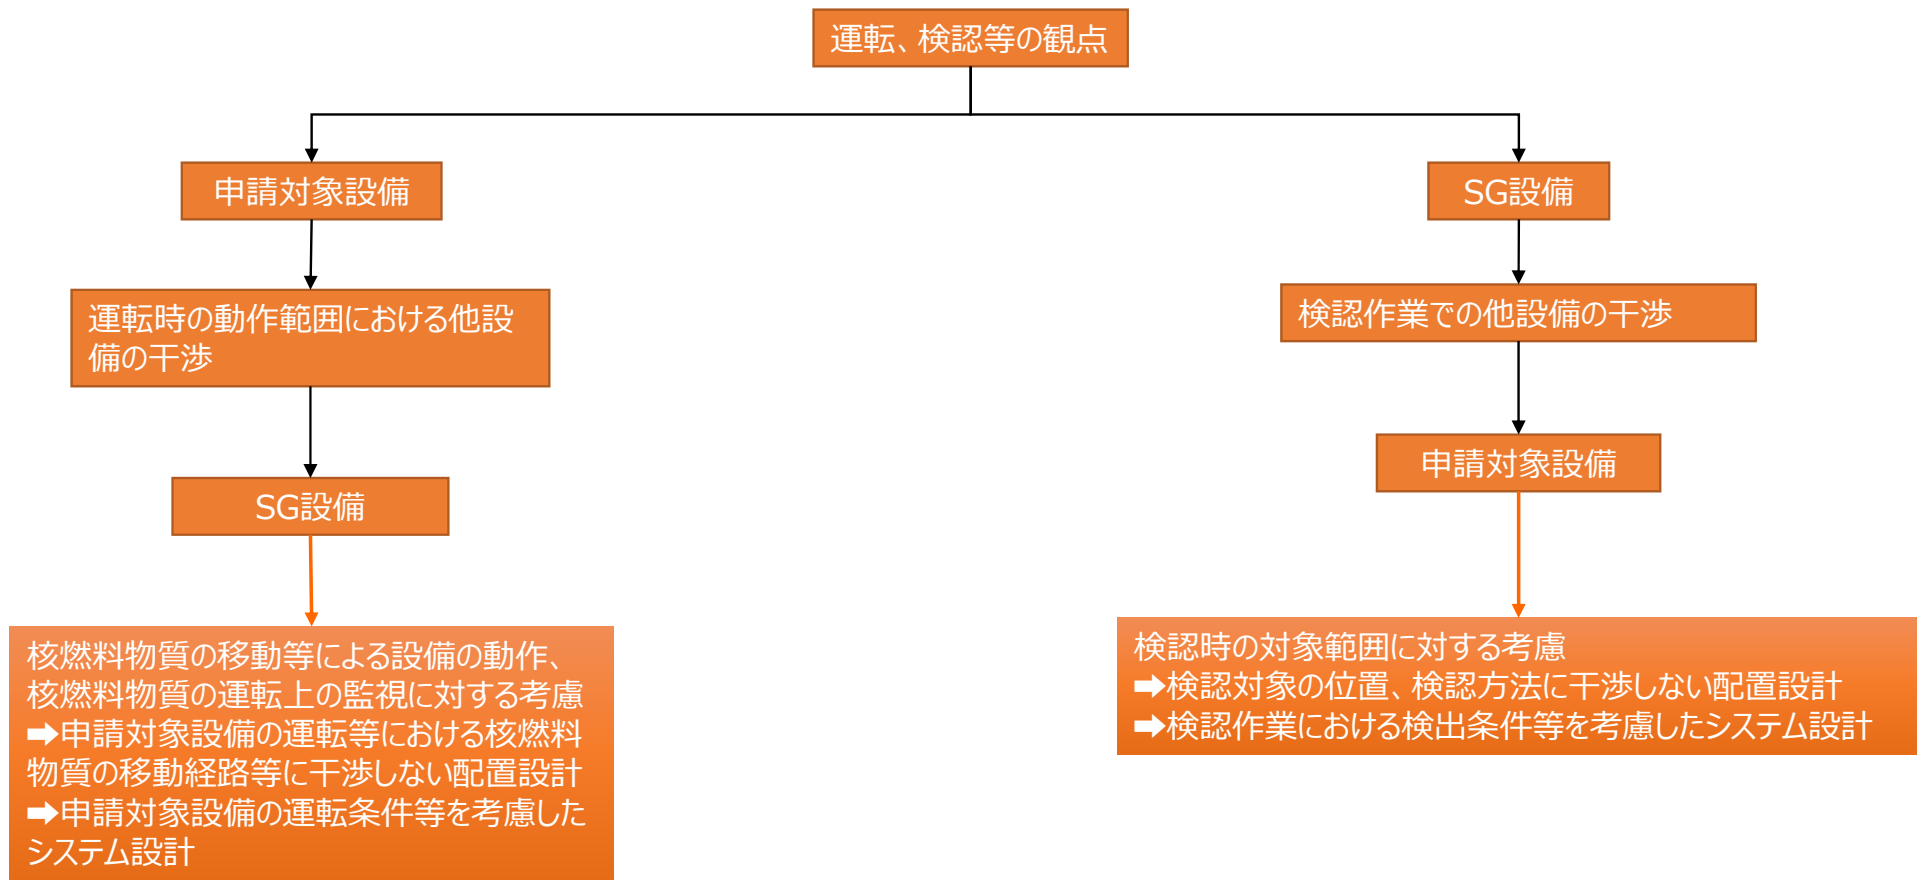 運転、検認等の観点
申請対象設備
運転時の動作範囲における他設
備の干渉
SG設備
核燃料物質の移動等による設備の動作、
核燃料物質の運転上の監視に対する考慮
➡申請対象設備の運転等における核燃料
物質の移動経路等に干渉しない配置設計
➡申請対象設備の運転条件等を考慮した
システム設計
SG設備
検認作業での他設備の干渉
申請対象設備
検認時の対象範囲に対する考慮
➡検認対象の位置、検認方法に干渉しない配置設計
➡検認作業における検出条件等を考慮したシステム設計